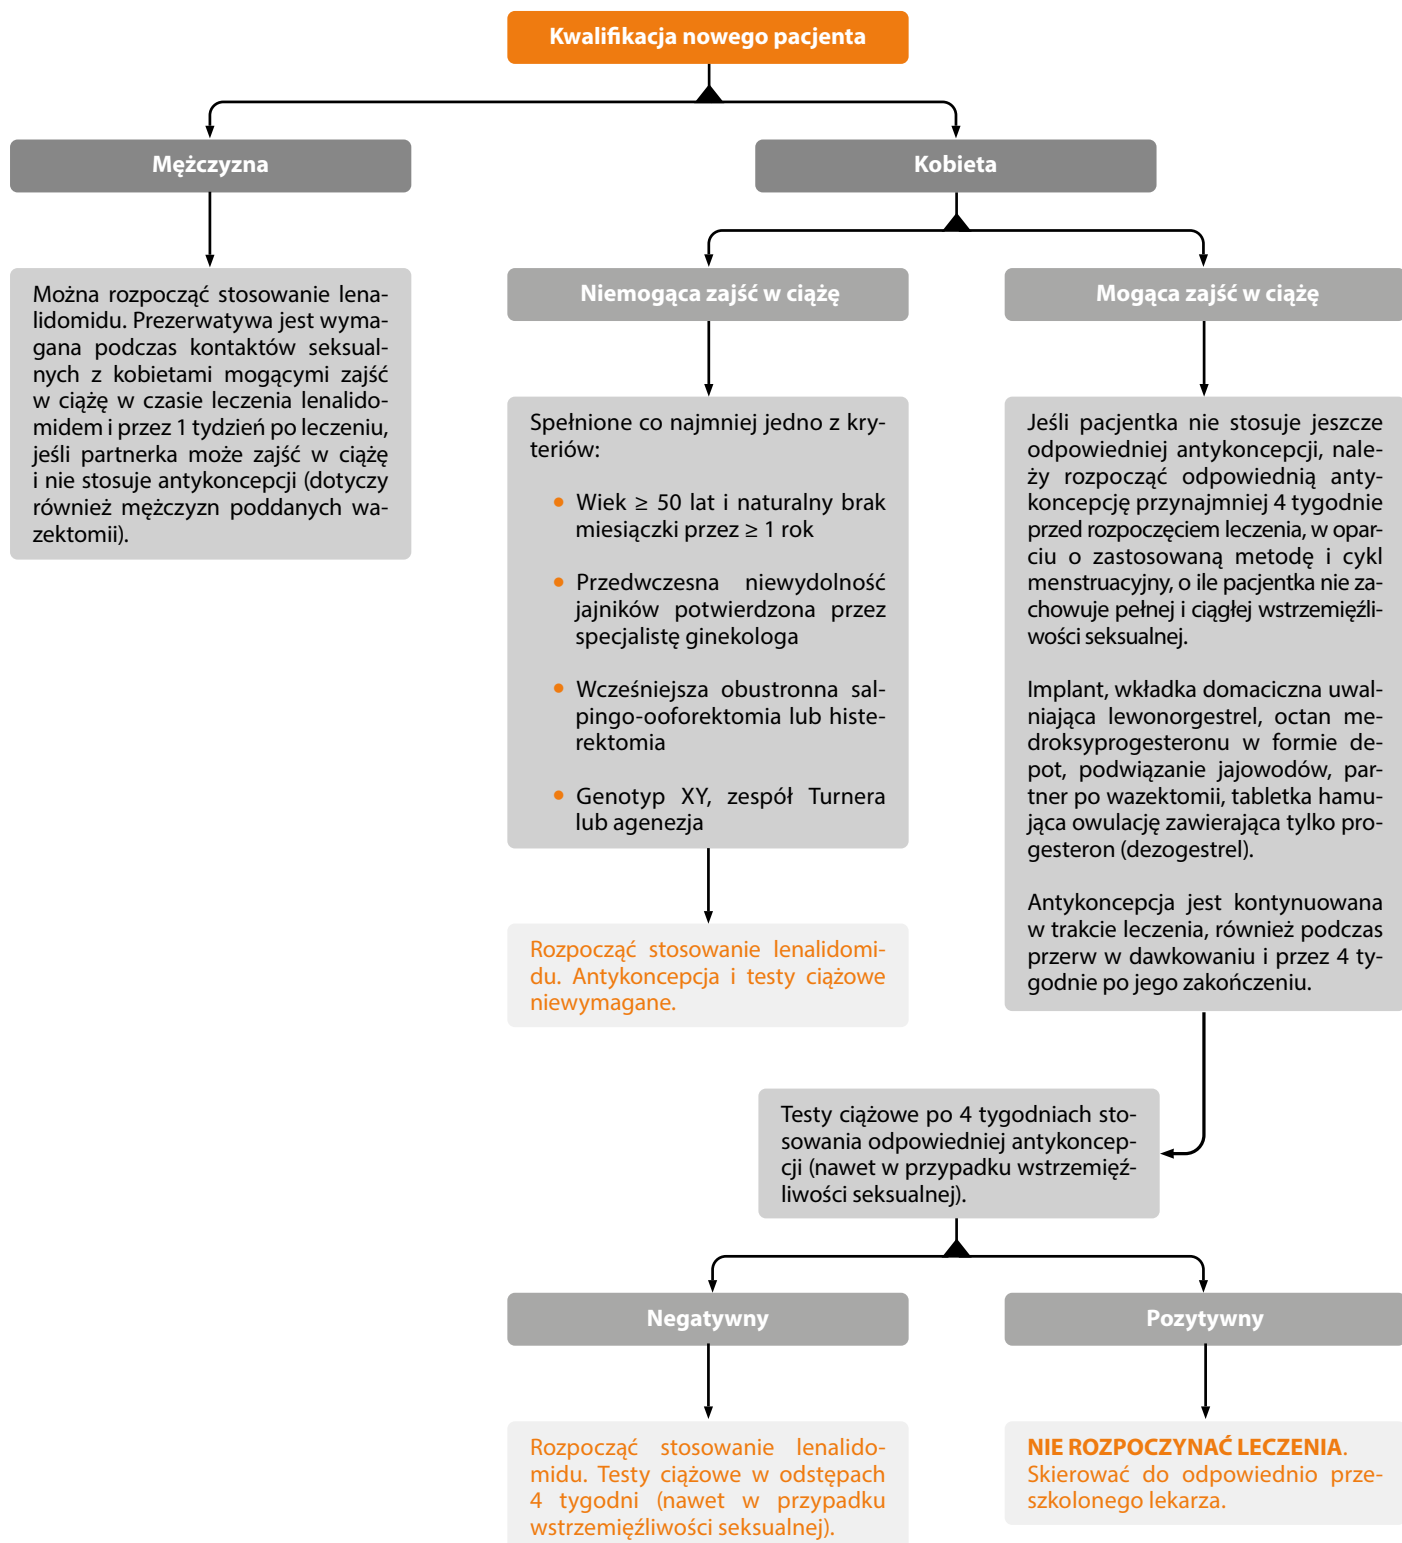 Kwalifikacja nowego pacjenta
Mężczyzna
Kobieta
Można rozpocząć stosowanie lena-
lidomidu. Prezerwatywa jest wyma-
gana podczas kontaktów seksual-
nych z kobietami mogącymi zajść
w ciążę w czasie leczenia lenalido-
midem i przez 1 tydzień po leczeniu,
jeśli partnerka może zajść w ciążę
i nie stosuje antykoncepcji (dotyczy
również mężczyzn poddanych wa-
zektomii).
Niemogąca zajść w ciążę
Mogąca zajść w ciążę
Spełnione co najmniej jedno z kry-
teriów:
• Wiek ≥ 50 lat i naturalny brak
miesiączki przez ≥ 1 rok
• Przedwczesna niewydolność
jajników potwierdzona przez
specjalistę ginekologa
• Wcześniejsza obustronna sal-
pingo-ooforektomia lub histe-
rektomia
• Genotyp XY, zespół Turnera
lub agenezja
Rozpocząć stosowanie lenalidomi-
du. Antykoncepcja i testy ciążowe
niewymagane.
Jeśli pacjentka nie stosuje jeszcze
odpowiedniej antykoncepcji, nale-
ży rozpocząć odpowiednią anty-
koncepcję przynajmniej 4 tygodnie
przed rozpoczęciem leczenia, w opar-
ciu o zastosowaną metodę i cykl
menstruacyjny, o ile pacjentka nie za-
chowuje pełnej i ciągłej wstrzemięźli-
wości seksualnej.
Implant, wkładka domaciczna uwal-
niająca lewonorgestrel, octan me-
droksyprogesteronu w formie de-
pot, podwiązanie jajowodów, par-
tner po wazektomii, tabletka hamu-
jąca owulację zawierająca tylko pro-
gesteron (dezogestrel).
Antykoncepcja jest kontynuowana
w trakcie leczenia, również podczas
przerw w dawkowaniu i przez 4 ty-
godnie po jego zakończeniu.
Testy ciążowe po 4 tygodniach sto-
sowania odpowiedniej antykoncep-
cji (nawet w przypadku wstrzemięź-
liwości seksualnej).
Negatywny
Pozytywny
Rozpocząć stosowanie lenalido-
midu. Testy ciążowe w odstępach
4 tygodni (nawet w przypadku
wstrzemięźliwości seksualnej).
NIE ROZPOCZYNAĆ LECZENIA.
Skierować do odpowiednio prze-
szkolonego lekarza.